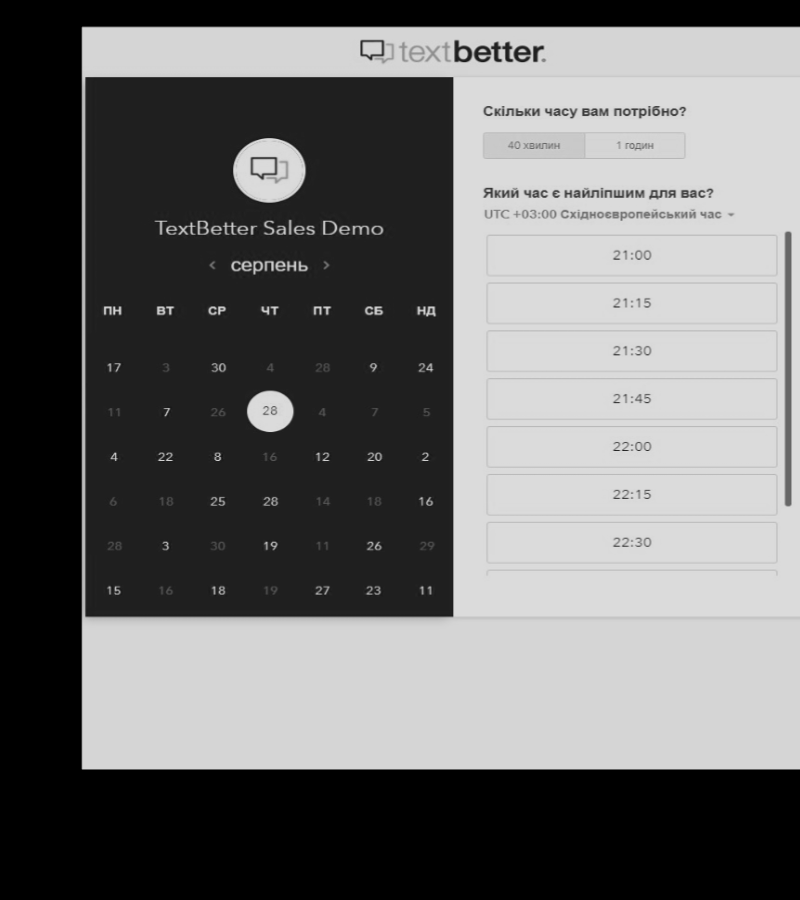 textbetter.
TextBetter Sales Demo
‹ серпень ›
ПН ВТ СР ЧТ ПТ СБ НД
17 3 30 4 28 9 24
11 7 26 28 4 7 5
4 22 8 16 12 20 2
6 18 25 28 14 18 16
28 3 30 19 11 26 29
15 16 18 19 27 23 11
Скільки часу вам потрібно?
40 хвилин 1 годин
Який час є найліпшим для вас?
UTC +03:00 Східноєвропейський час
21:00
21:15
21:30
21:45
22:00
22:15
22:30